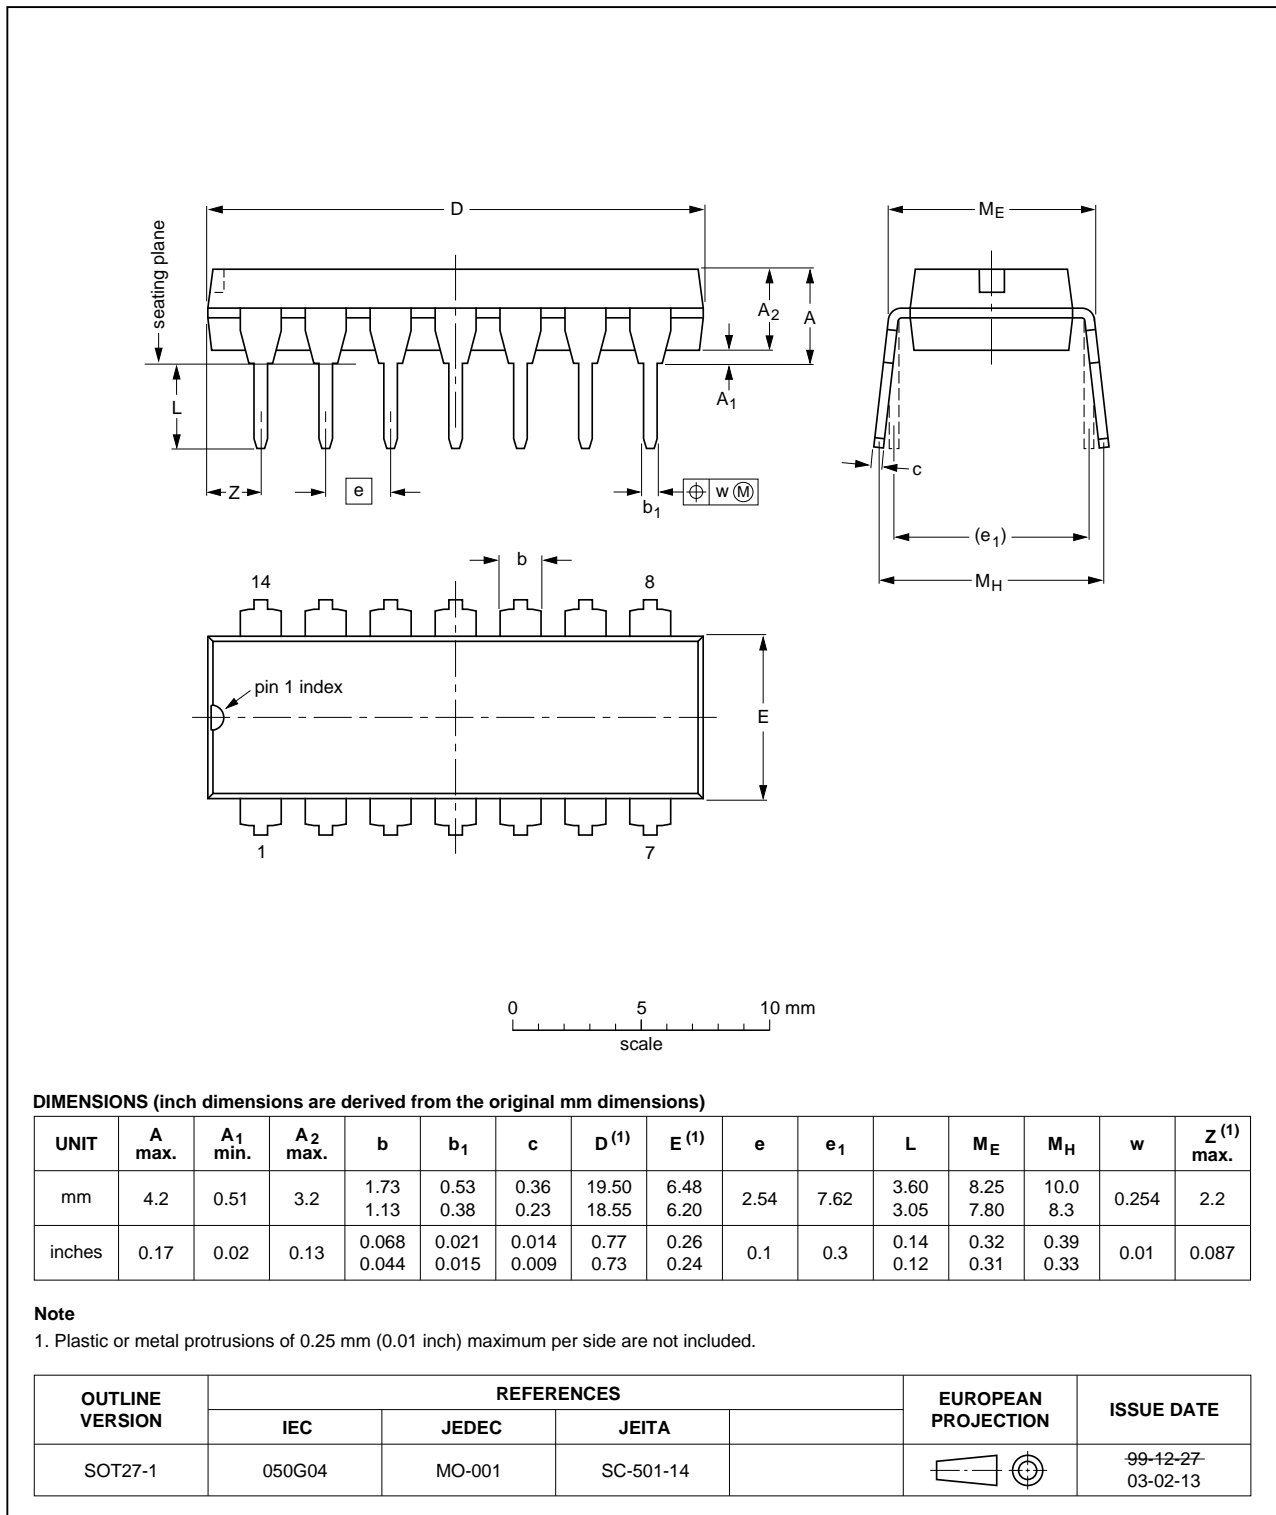 D
ME
seating plane
A2
A
L
A1
Z
e
b1
w M
c
(e1)
MH
b
14
8
pin 1 index
E
1
7
0 5 10 mm
scale
DIMENSIONS (inch dimensions are derived from the original mm dimensions)
UNIT A max. A1 min. A2 max. b b1 c D(1) E(1) e e1 L ME MH w Z(1) max.
mm 4.2 0.51 3.2 1.73 1.13 0.53 0.38 0.36 0.23 19.50 18.55 6.48 6.20 2.54 7.62 3.60 3.05 8.25 7.80 10.0 8.3 0.254 2.2
inches 0.17 0.02 0.13 0.068 0.044 0.021 0.015 0.014 0.009 0.77 0.73 0.26 0.24 0.1 0.3 0.14 0.12 0.32 0.31 0.39 0.33 0.01 0.087
Note
1. Plastic or metal protrusions of 0.25 mm (0.01 inch) maximum per side are not included.
OUTLINE VERSION REFERENCES EUROPEAN PROJECTION ISSUE DATE
IEC JEDEC JEITA
SOT27-1 050G04 MO-001 SC-501-14 99-12-27
03-02-13